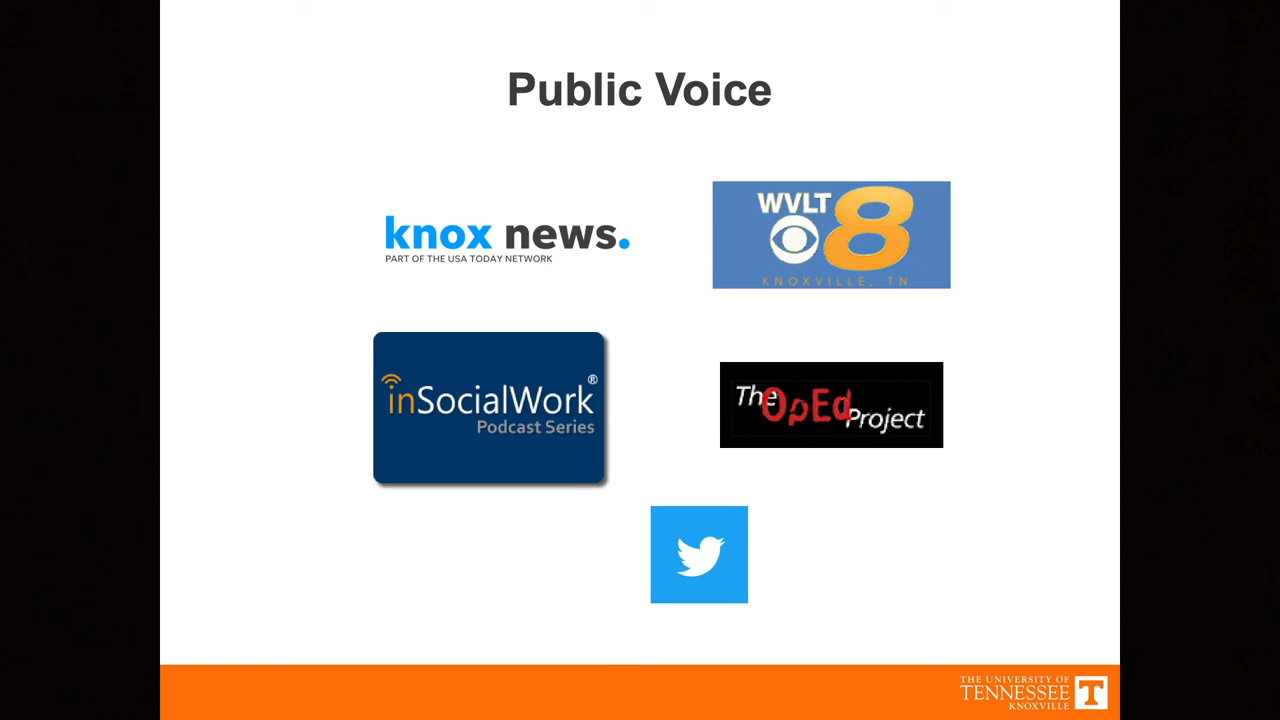 Public Voice
knox news.
PART OF THE USA TODAY NETWORK
WVLT 8
KNOXVILLE, TN
inSocialWork®
Podcast Series
The OpEd Project
THE UNIVERSITY OF
TENNESSEE
KNOXVILLE
T